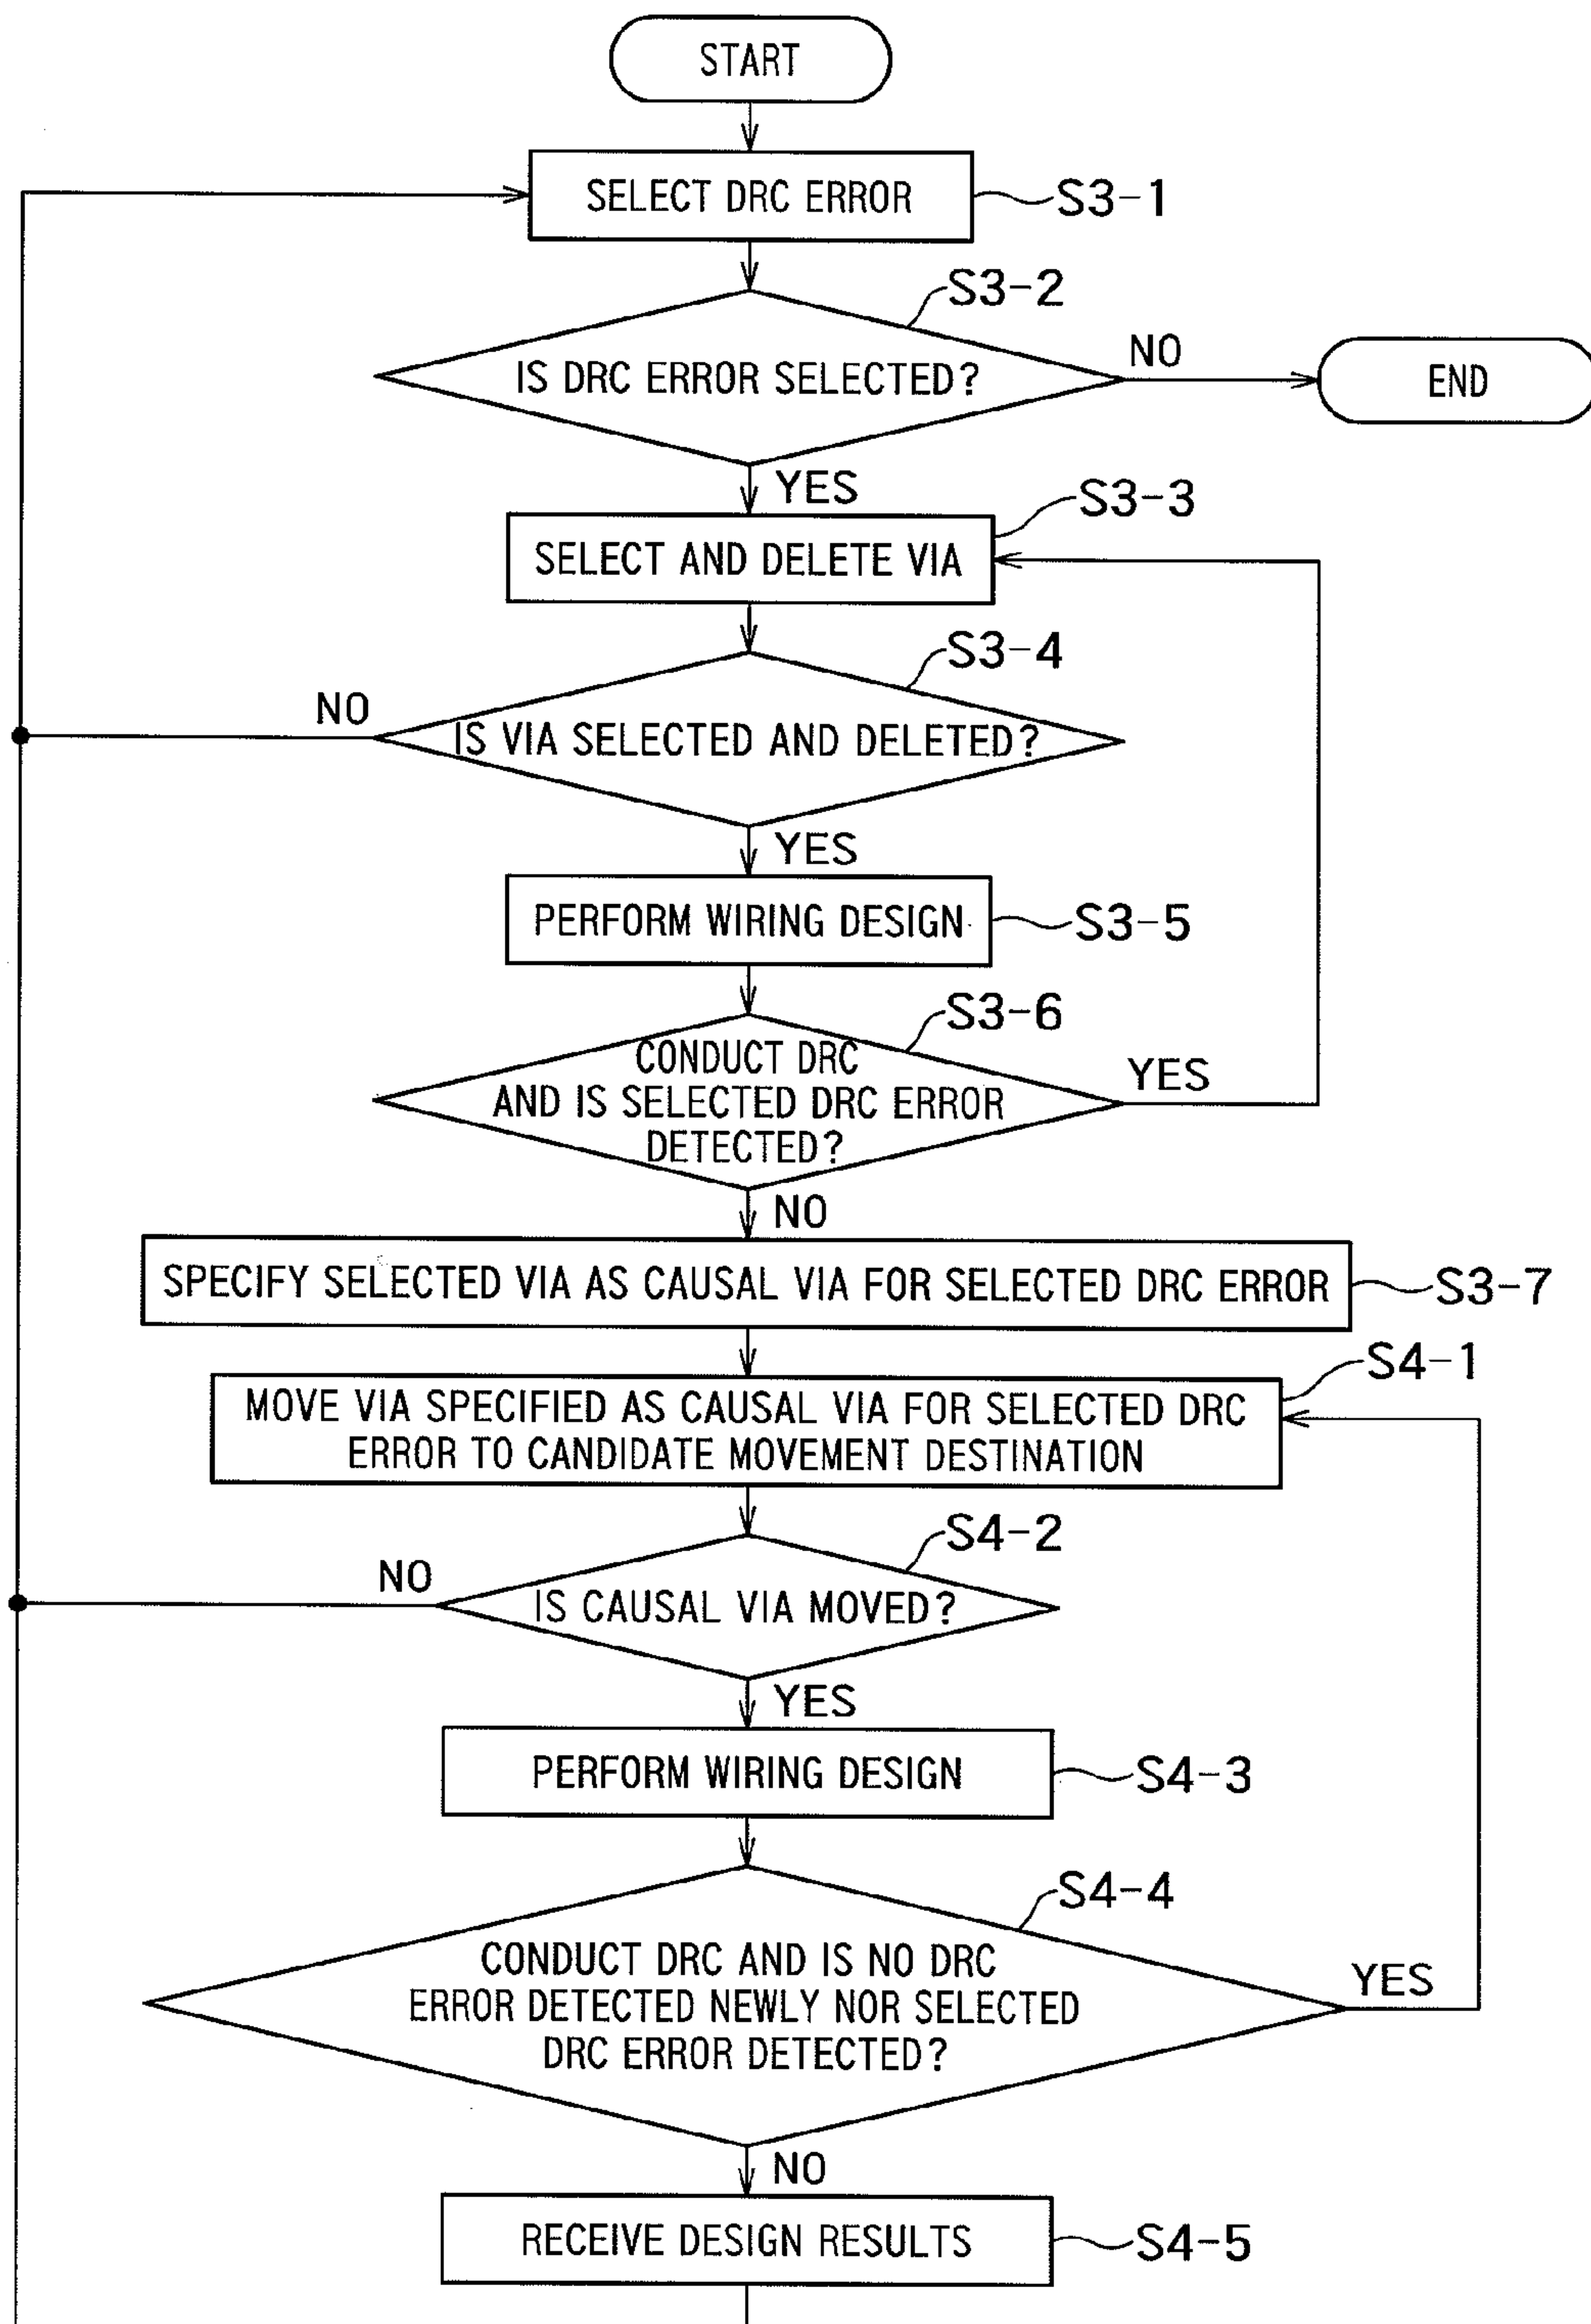 START
SELECT DRC ERROR
S3-1
S3-2
IS DRC ERROR SELECTED?
NO
END
YES
S3-3
SELECT AND DELETE VIA
S3-4
NO
IS VIA SELECTED AND DELETED?
YES
PERFORM WIRING DESIGN
S3-5
S3-6
CONDUCT DRC
AND IS SELECTED DRC ERROR
DETECTED?
YES
NO
SPECIFY SELECTED VIA AS CAUSAL VIA FOR SELECTED DRC ERROR
S3-7
S4-1
MOVE VIA SPECIFIED AS CAUSAL VIA FOR SELECTED DRC
ERROR TO CANDIDATE MOVEMENT DESTINATION
S4-2
NO
IS CAUSAL VIA MOVED?
YES
PERFORM WIRING DESIGN
S4-3
S4-4
CONDUCT DRC AND IS NO DRC
ERROR DETECTED NEWLY NOR SELECTED
DRC ERROR DETECTED?
YES
NO
RECEIVE DESIGN RESULTS
S4-5